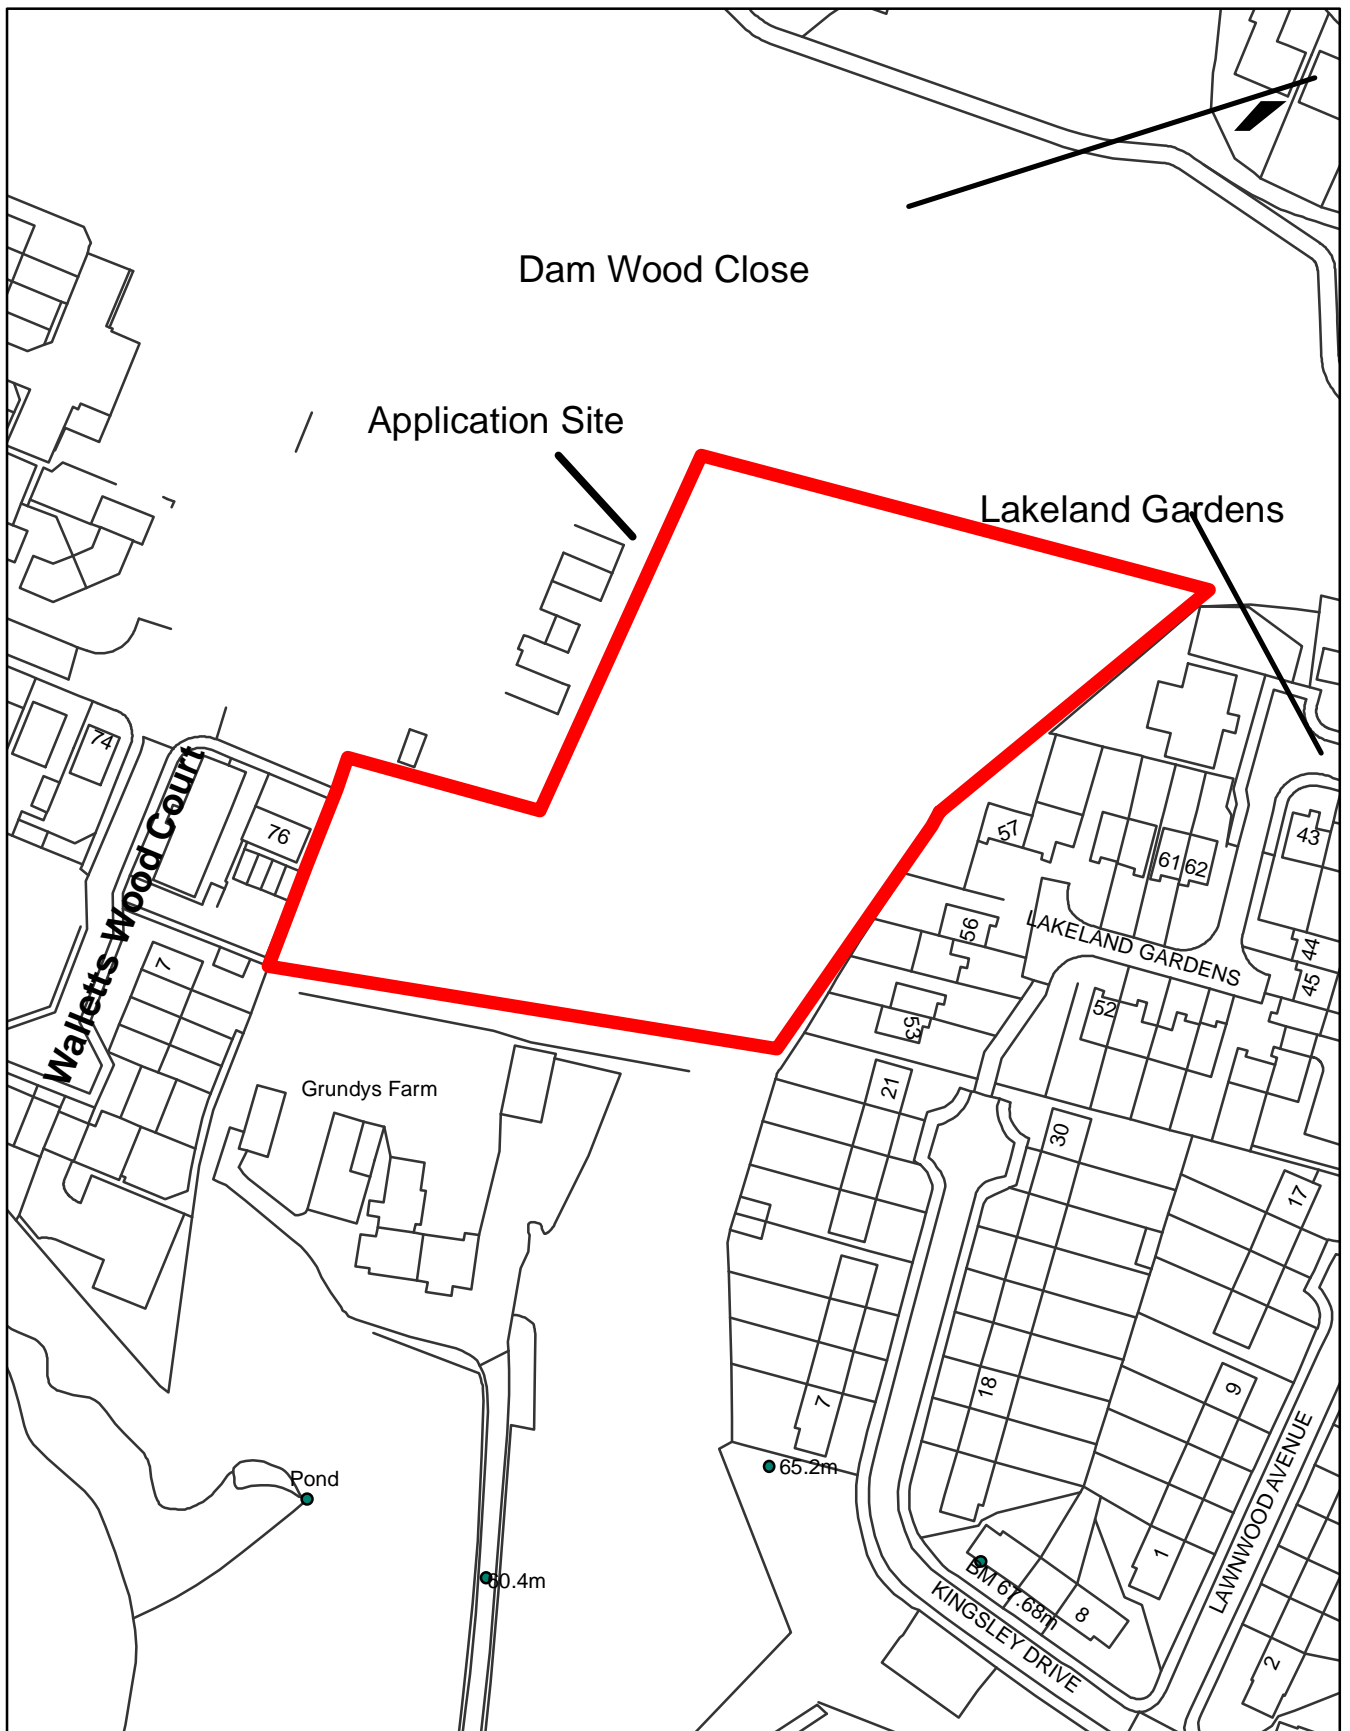 Dam Wood Close
Application Site
Lakeland Gardens
74
Walletts Wood Court
76
57
61
62
43
56
LAKELAND GARDENS
44
45
7
53
52
21
Grundys Farm
30
17
18
9
7
65.2m
Pond
60.4m
BM 67.68m
1
8
KINGSLEY DRIVE
LAWNWOOD AVENUE
2